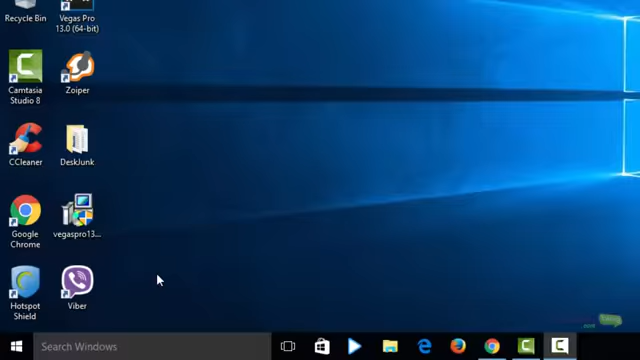 Recycle Bin
Vegas Pro
13.0 (64-bit)
Camtasia
Studio 8
Zoiper
CCleaner
DeskJunk
Google
Chrome
vegaspro13...
Hotspot
Shield
Viber
Search Windows